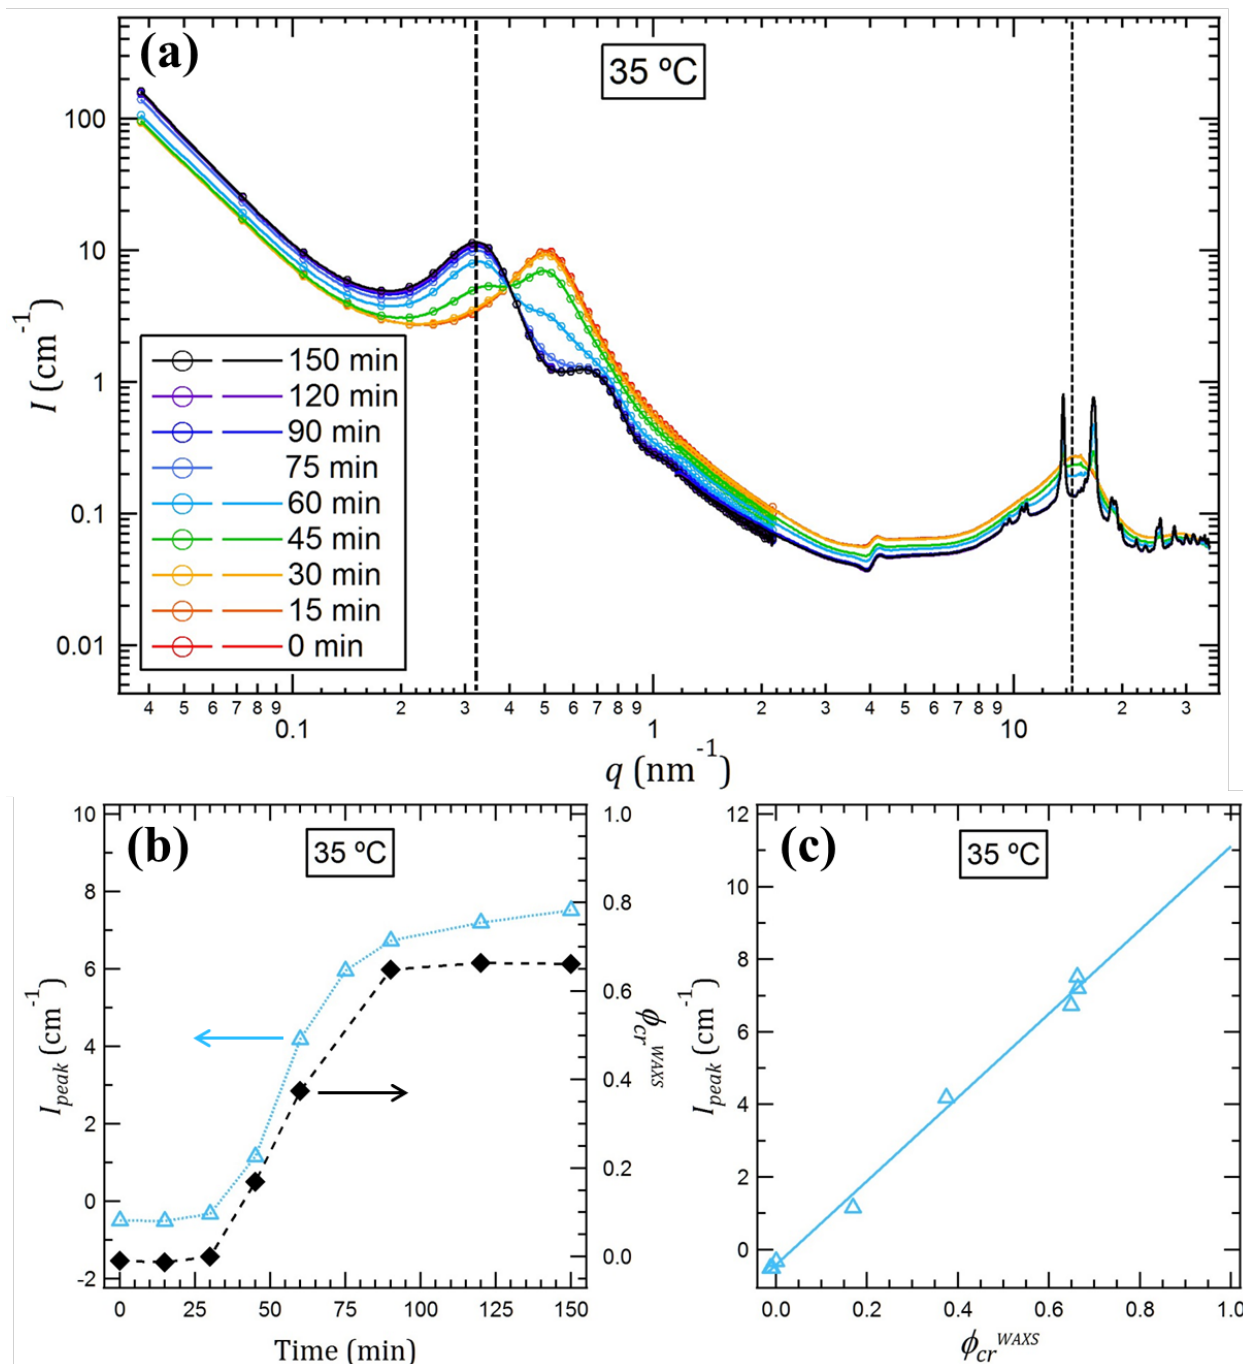 (a)
35 ºC
I (cm⁻¹)
100
10
1
0.1
0.01
150 min
120 min
90 min
75 min
60 min
45 min
30 min
15 min
0 min
4 5 6 7 8 9 2 3 4 5 6 7 8 9 2 3 4 5 6 7 8 9 2 3
0.1 1 10
q (nm⁻¹)
(b)
35 ºC
I_peak (cm⁻¹)
10
8
6
4
2
0
-2
1.0
0.8
0.6
0.4
0.2
0.0
ϕ_cr^WAXS
0 25 50 75 100 125 150
Time (min)
(c)
35 ºC
I_peak (cm⁻¹)
12
10
8
6
4
2
0
0.0 0.2 0.4 0.6 0.8 1.0
ϕ_cr^WAXS